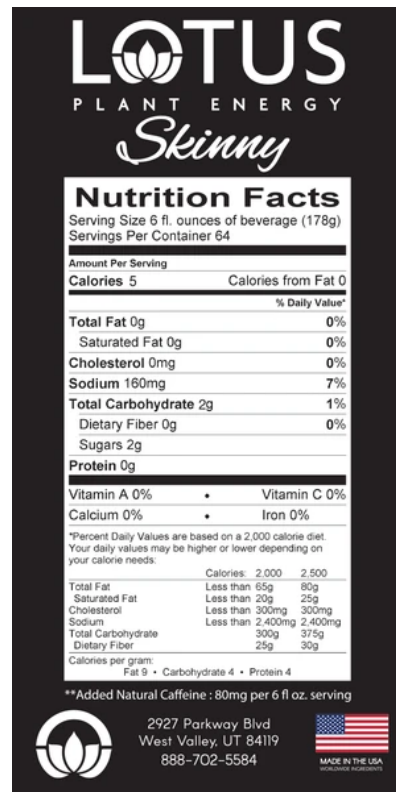 LOTUS
PLANT ENERGY
Skinny
Nutrition Facts
Serving Size 6 fl. ounces of beverage (178g)
Servings Per Container 64
Amount Per Serving
Calories 5 Calories from Fat 0
% Daily Value*
Total Fat 0g 0%
Saturated Fat 0g 0%
Cholesterol 0mg 0%
Sodium 160mg 7%
Total Carbohydrate 2g 1%
Dietary Fiber 0g 0%
Sugars 2g
Protein 0g
Vitamin A 0% • Vitamin C 0%
Calcium 0% • Iron 0%
*Percent Daily Values are based on a 2,000 calorie diet.
Your daily values may be higher or lower depending on
your calorie needs:
Calories: 2,000 2,500
Total Fat Less than 65g 80g
Saturated Fat Less than 20g 25g
Cholesterol Less than 300mg 300mg
Sodium Less than 2,400mg 2,400mg
Total Carbohydrate 300g 375g
Dietary Fiber 25g 30g
Calories per gram:
Fat 9 • Carbohydrate 4 • Protein 4
**Added Natural Caffeine : 80mg per 6 fl oz. serving
2927 Parkway Blvd
West Valley, UT 84119
888-702-5584
MADE IN THE USA
WORLDWIDE INGREDIENTS